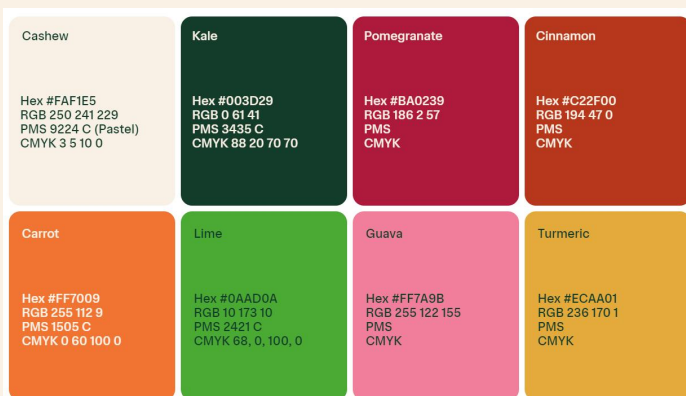 Cashew
Hex #FAF1E5
RGB 250 241 229
PMS 9224 C (Pastel)
CMYK 3 5 10 0
Kale
Hex #003D29
RGB 0 61 41
PMS 3435 C
CMYK 88 20 70 70
Pomegranate
Hex #BA0239
RGB 186 2 57
PMS
CMYK
Cinnamon
Hex #C22F00
RGB 194 47 0
PMS
CMYK
Carrot
Hex #FF7009
RGB 255 112 9
PMS 1505 C
CMYK 0 60 100 0
Lime
Hex #0AAD0A
RGB 10 173 10
PMS 2421 C
CMYK 68, 0, 100, 0
Guava
Hex #FF7A9B
RGB 255 122 155
PMS
CMYK
Turmeric
Hex #ECAA01
RGB 236 170 1
PMS
CMYK